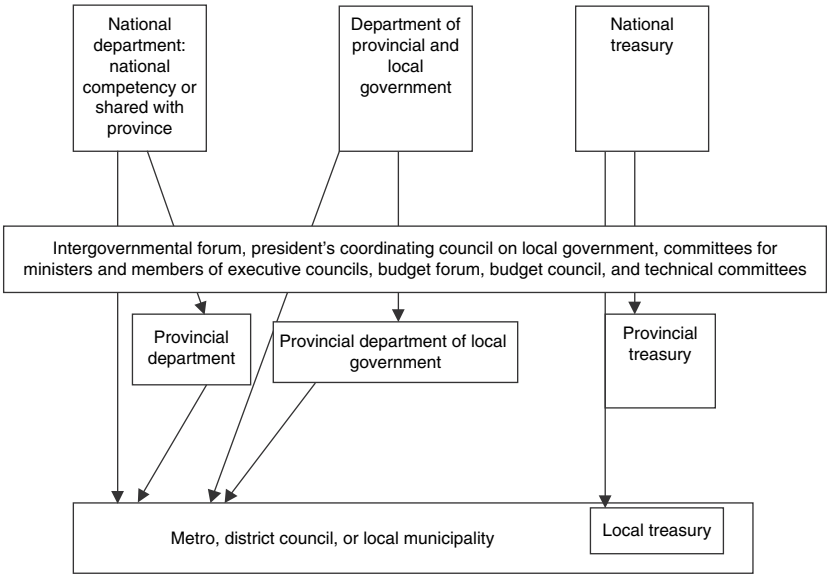 National
department:
national
competency or
shared with
province
Department of
provincial and
local
government
National
treasury
Intergovernmental forum, president's coordinating council on local government, committees for
ministers and members of executive councils, budget forum, budget council, and technical committees
Provincial
department
Provincial department of local
government
Provincial
treasury
Metro, district council, or local municipality
Local treasury